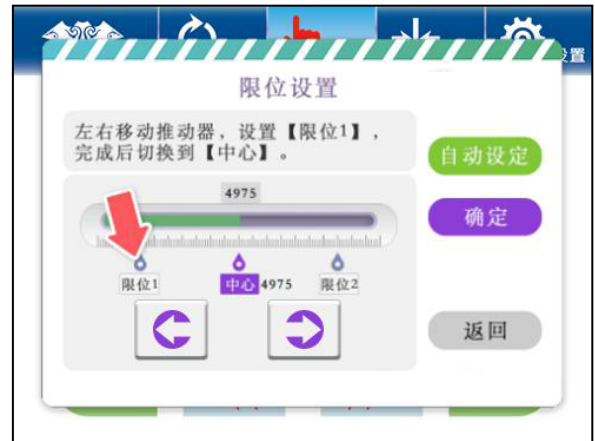 设置
限位设置
左右移动推动器，设置【限位1】，
完成后切换到【中心】。
自动设定
4975
确定
限位1
中心 4975
限位2
返回